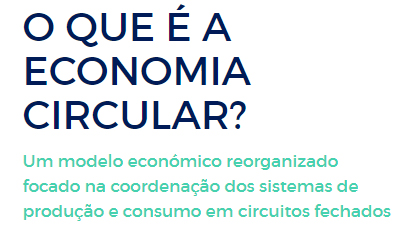 O QUE É A
ECONOMIA
CIRCULAR?
Um modelo económico reorganizado
focado na coordenação dos sistemas de
produção e consumo em circuitos fechados